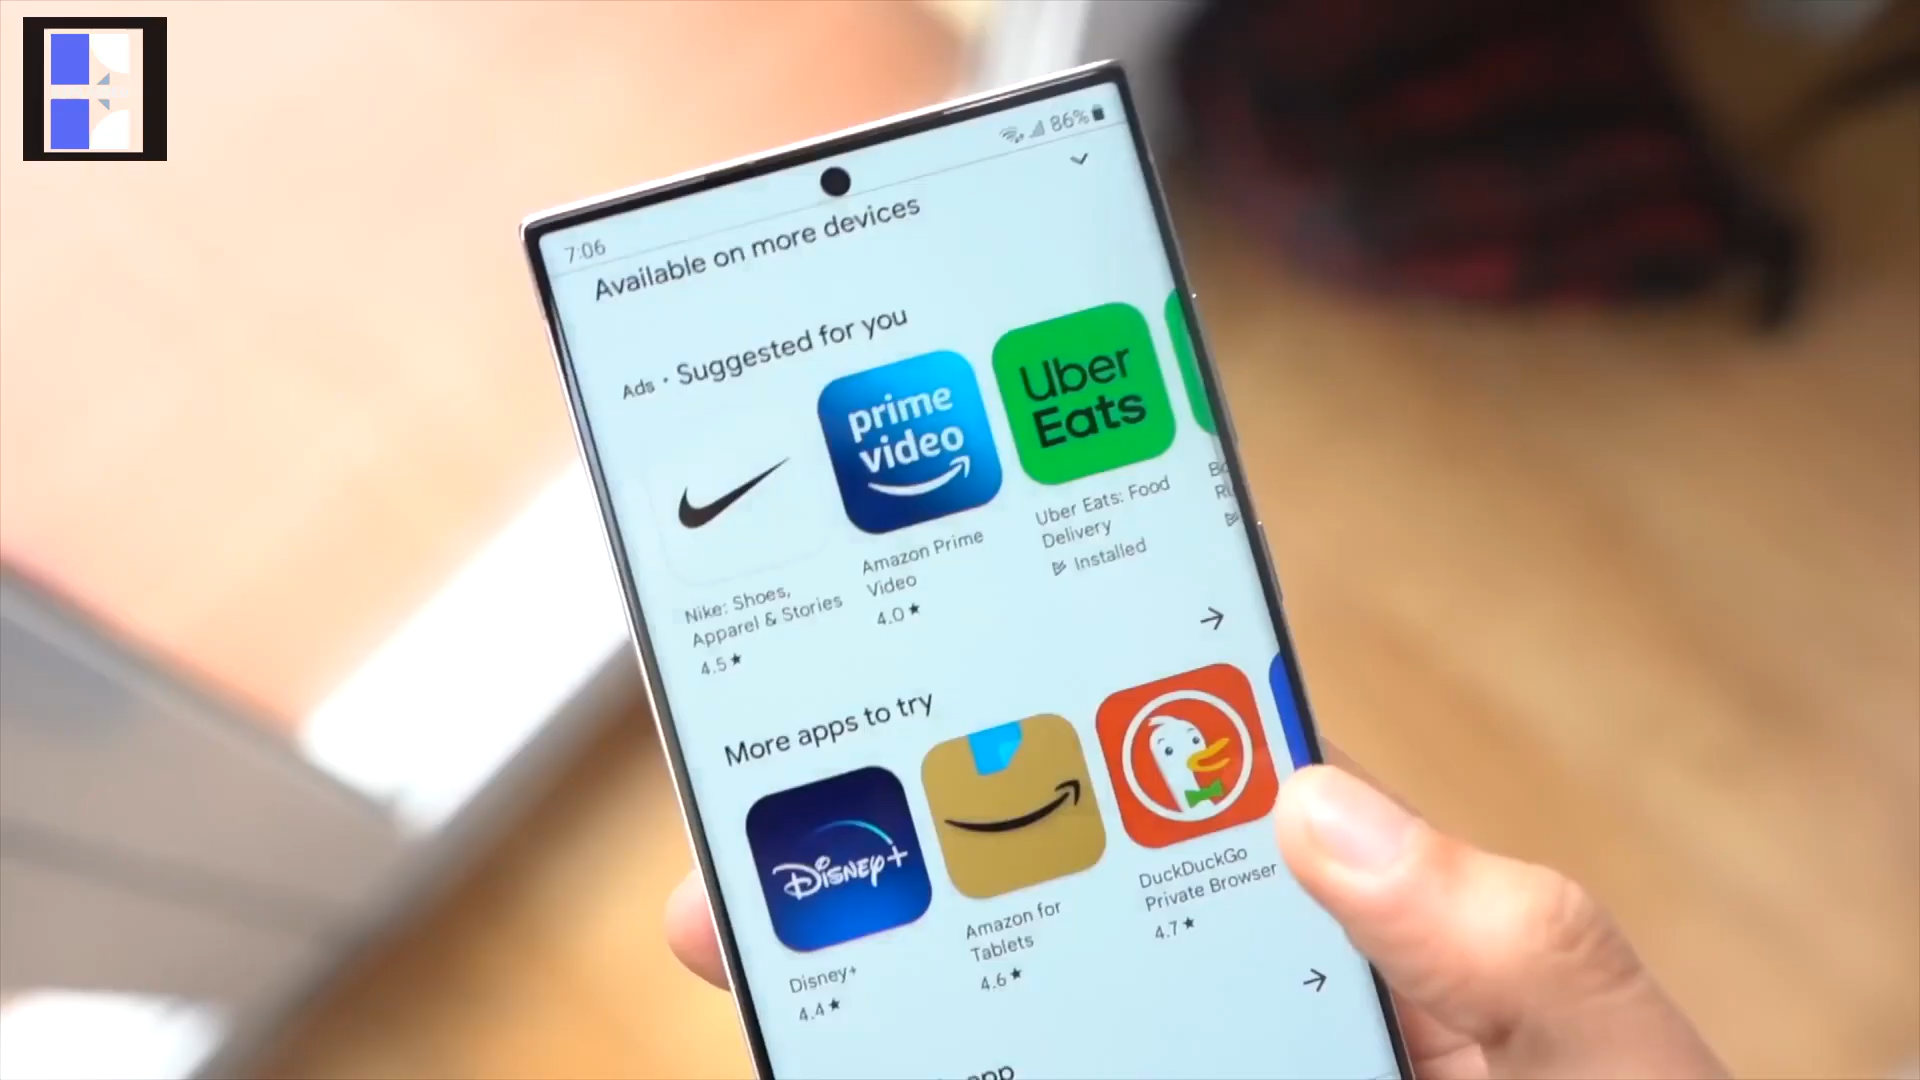 7:06
86%
Available on more devices
Ads · Suggested for you
prime
video
Uber
Eats
Nike: Shoes,
Apparel & Stories
4.5★
Amazon Prime
Video
4.0★
Uber Eats: Food
Delivery
Installed
More apps to try
Disney+
Disney+
4.4★
Amazon for
Tablets
4.6★
DuckDuckGo
Private Browser
4.7★